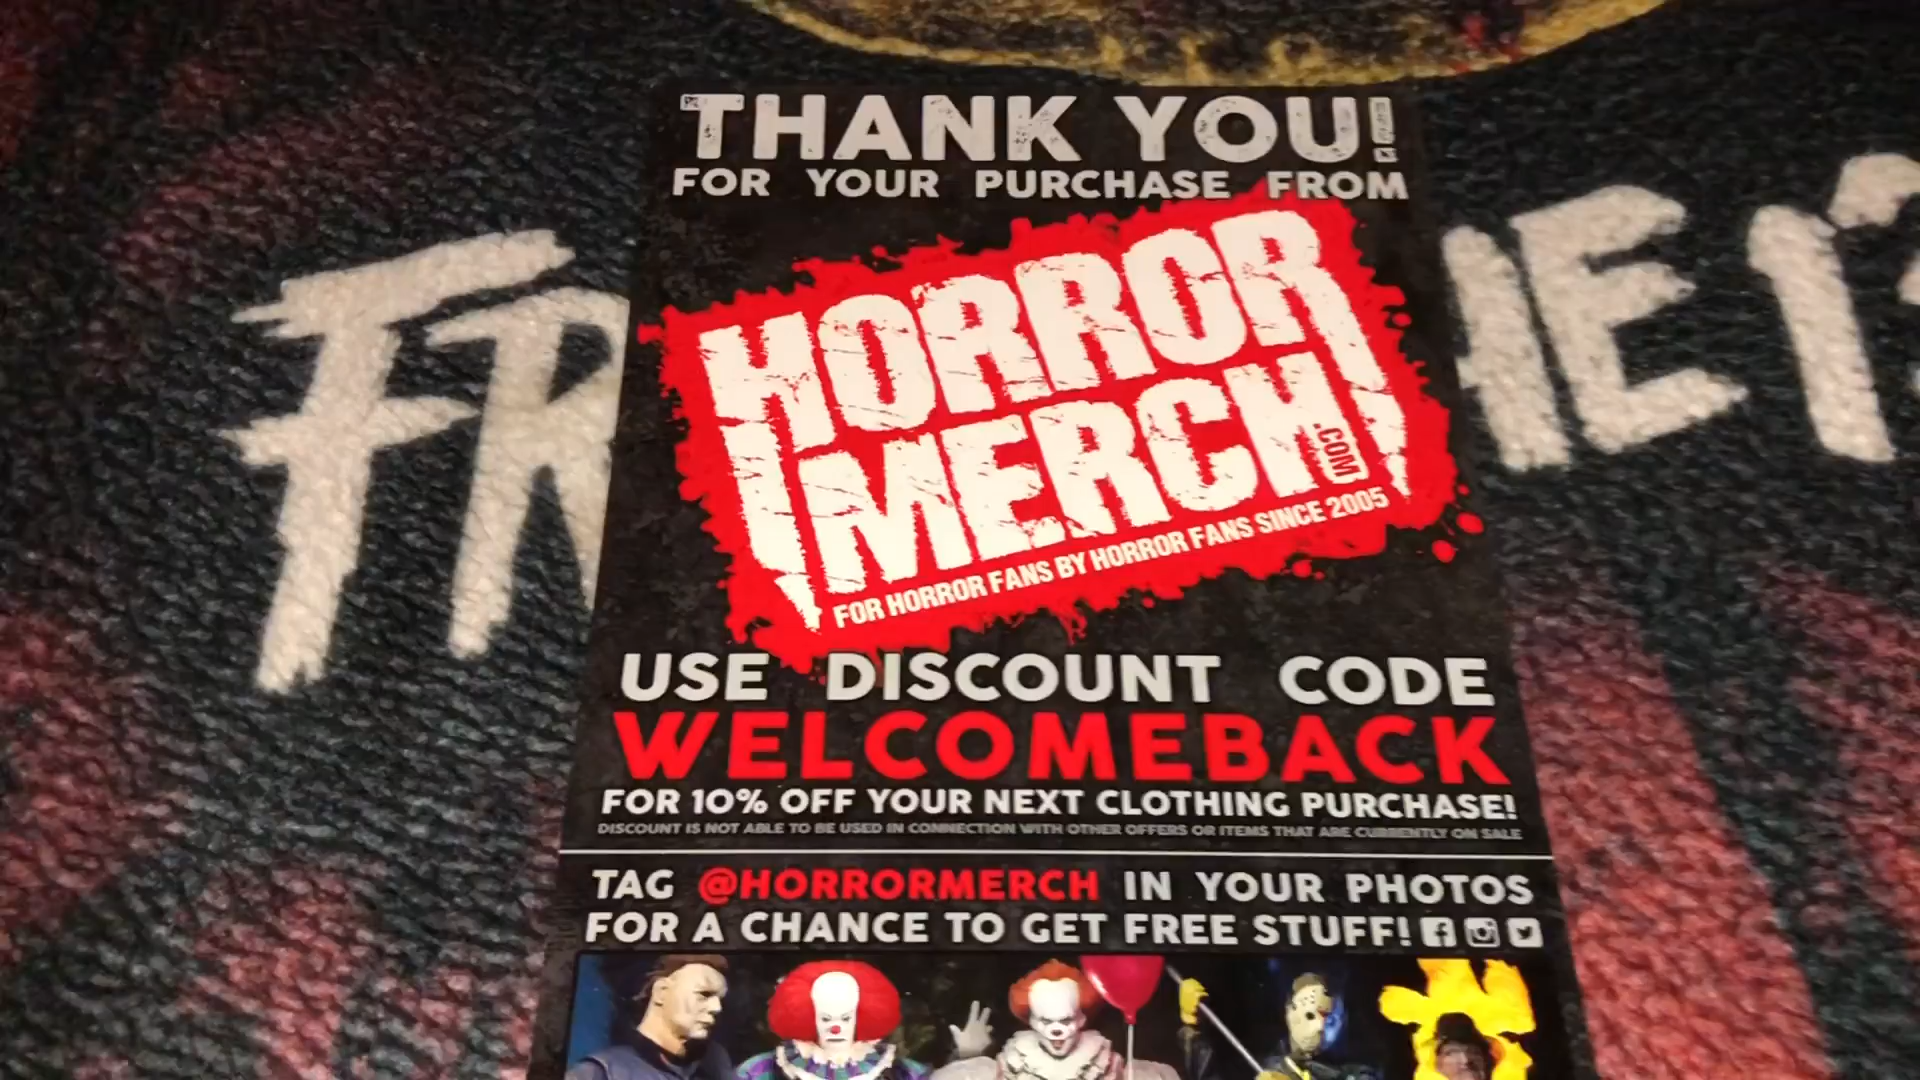 THANK YOU!
FOR YOUR PURCHASE FROM
HORROR
MERCH
.COM
FOR HORROR FANS BY HORROR FANS SINCE 2005
USE DISCOUNT CODE
WELCOMEBACK
FOR 10% OFF YOUR NEXT CLOTHING PURCHASE!
DISCOUNT IS NOT ABLE TO BE USED IN CONNECTION WITH OTHER OFFERS OR ITEMS THAT ARE CURRENTLY ON SALE
TAG @HORRORMERCH IN YOUR PHOTOS
FOR A CHANCE TO GET FREE STUFF!